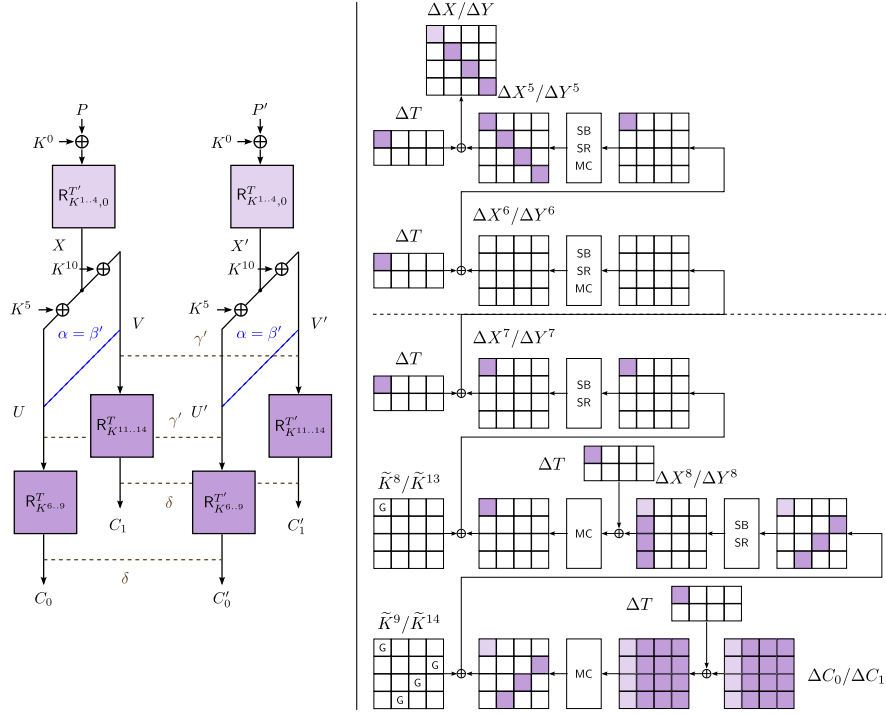 P P′
K⁰ K⁰
R^{T′}_{K^{1..4},0} R^{T′}_{K^{1..4},0}
X X′
K¹⁰ K¹⁰
K⁵ K⁵
V V′
α = β′ α = β′
γ′
U U′
γ′
R^T_{K^{11..14}} R^{T′}_{K^{11..14}}
δ
R^T_{K^{6..9}} R^{T′}_{K^{6..9}}
C₁ C′₁
δ
C₀ C′₀
ΔX/ΔY
ΔX⁵/ΔY⁵
ΔT
SB
SR
MC
ΔX⁶/ΔY⁶
ΔT
SB
SR
MC
ΔX⁷/ΔY⁷
ΔT
SB
SR
ΔT
K̃⁸/K̃¹³ ΔX⁸/ΔY⁸
G
MC
SB
SR
ΔT
K̃⁹/K̃¹⁴
G
G
G
MC
ΔC₀/ΔC₁